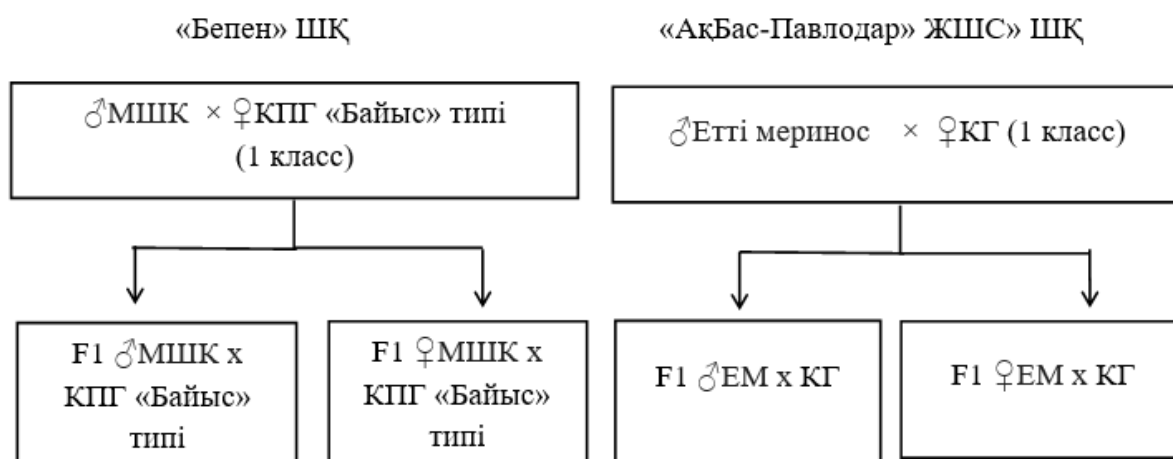 «Бепен» ШҚ
♂МШК × ♀КПГ «Байыс» типі
(1 класс)
F1 ♂МШК х
КПГ «Байыс»
типі
F1 ♀МШК х
КПГ «Байыс»
типі
«АқБас-Павлодар» ЖШС» ШҚ
♂Етті меринос × ♀КГ (1 класс)
F1 ♂ЕМ х КГ
F1 ♀ЕМ х КГ